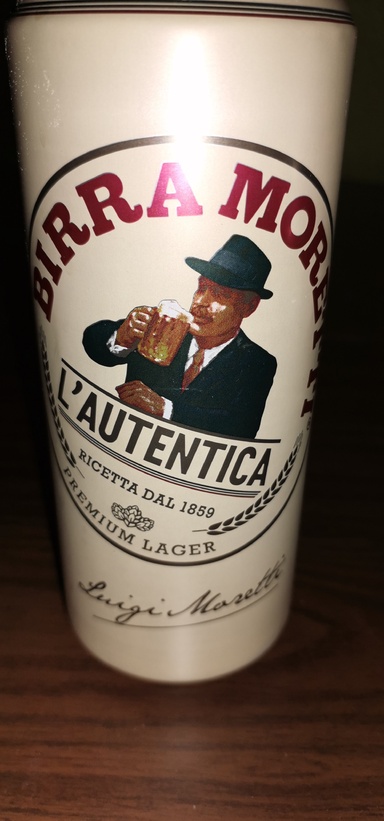 BIRRA MORETTI
L'AUTENTICA
RICETTA DAL 1859
PREMIUM LAGER
Luigi Moretti